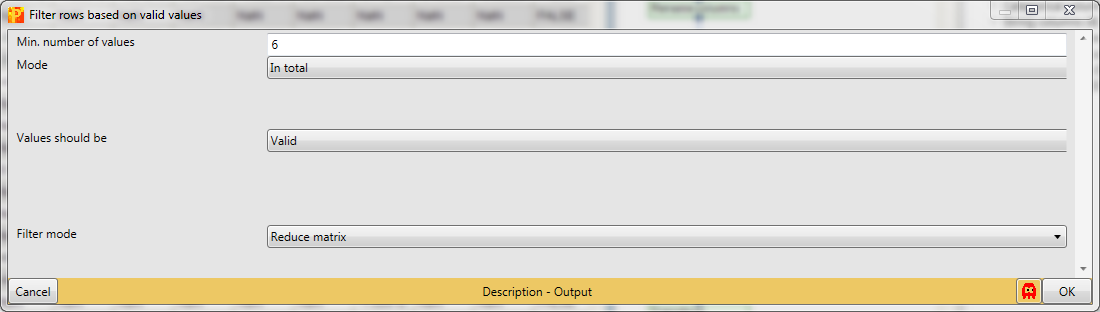 Filter rows based on valid values
Min. number of values
6
Mode
In total
Values should be
Valid
Filter mode
Reduce matrix
Cancel
Description - Output
OK